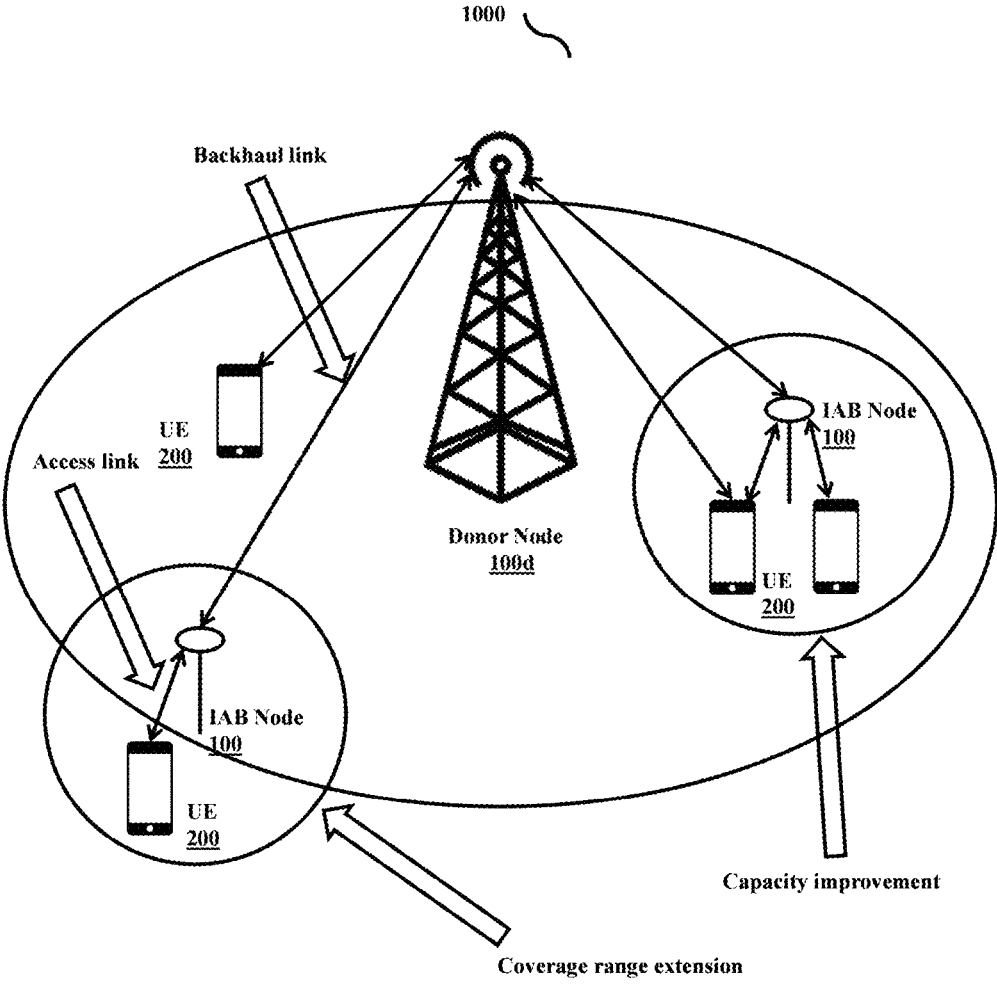 1000
Backhaul link
UE
200
Access link
IAB Node
100
Donor Node
100d
UE
200
IAB Node
100
UE
200
Capacity improvement
Coverage range extension